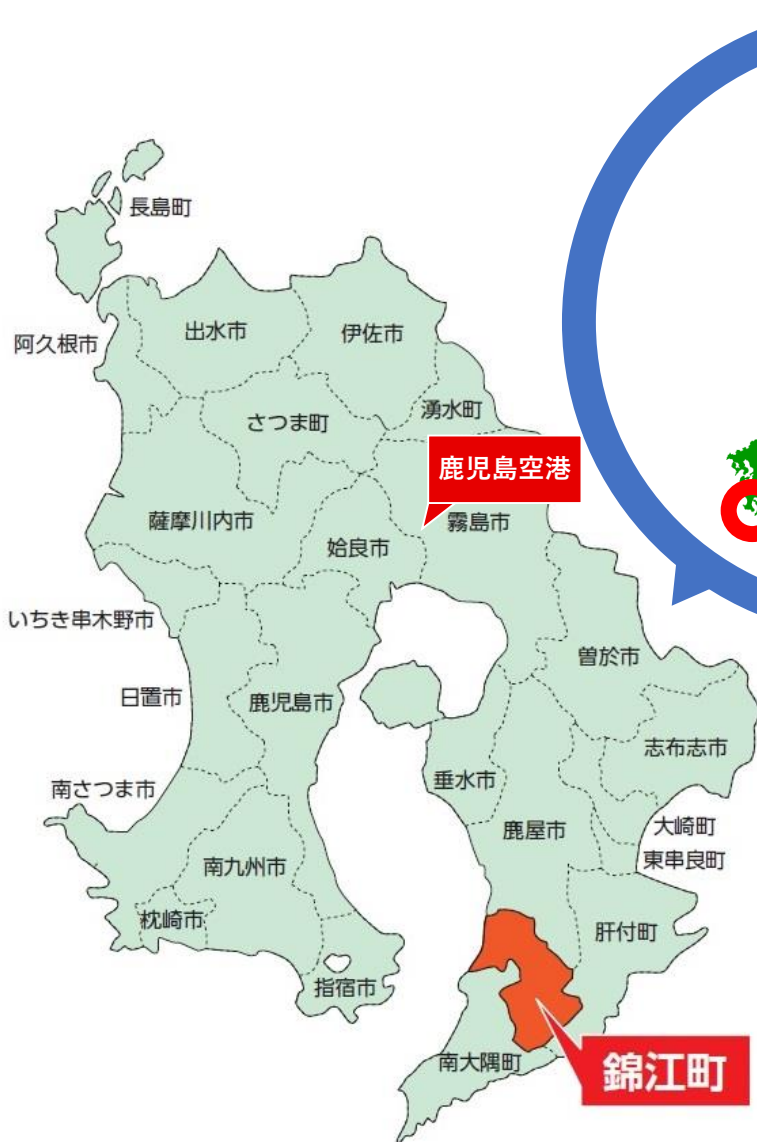 長島町
阿久根市
出水市
伊佐市
さつま町
湧水町
鹿児島空港
薩摩川内市
姶良市
霧島市
いちき串木野市
曽於市
日置市
鹿児島市
志布志市
南さつま市
垂水市
鹿屋市
大崎町
東串良町
南九州市
枕崎市
肝付町
指宿市
南大隅町
錦江町